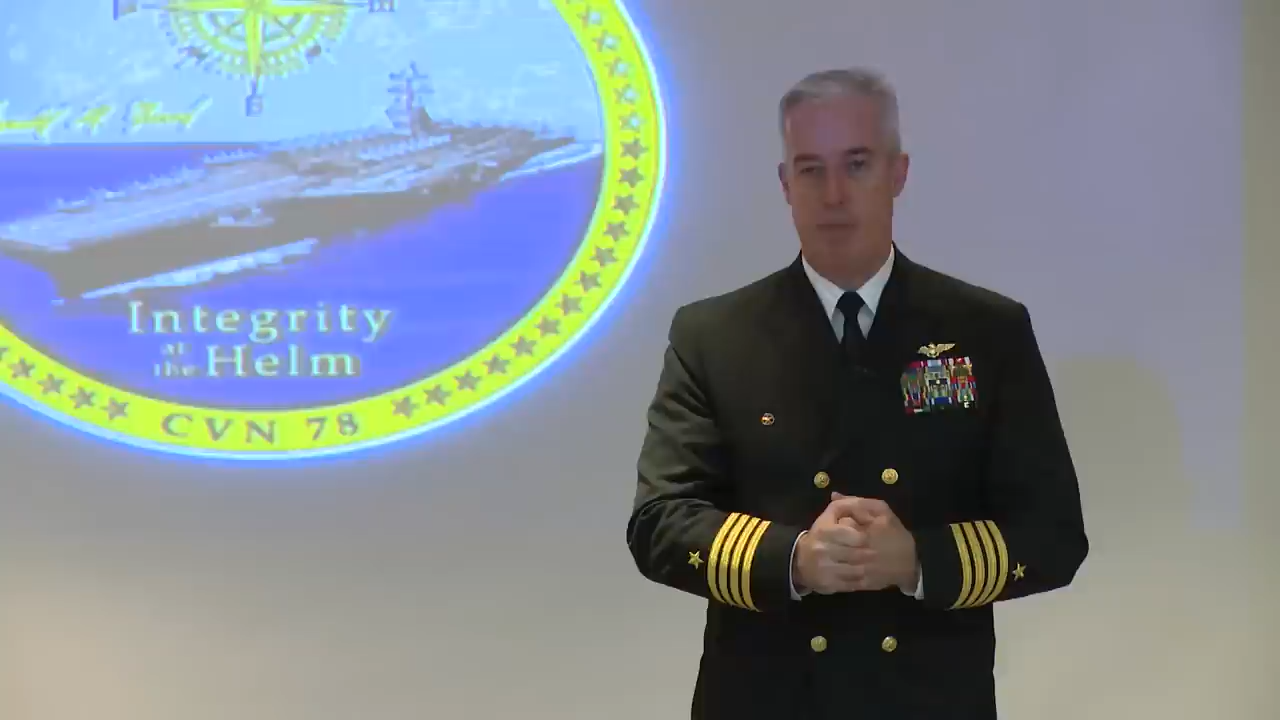 Integrity
at
the Helm
CVN 78